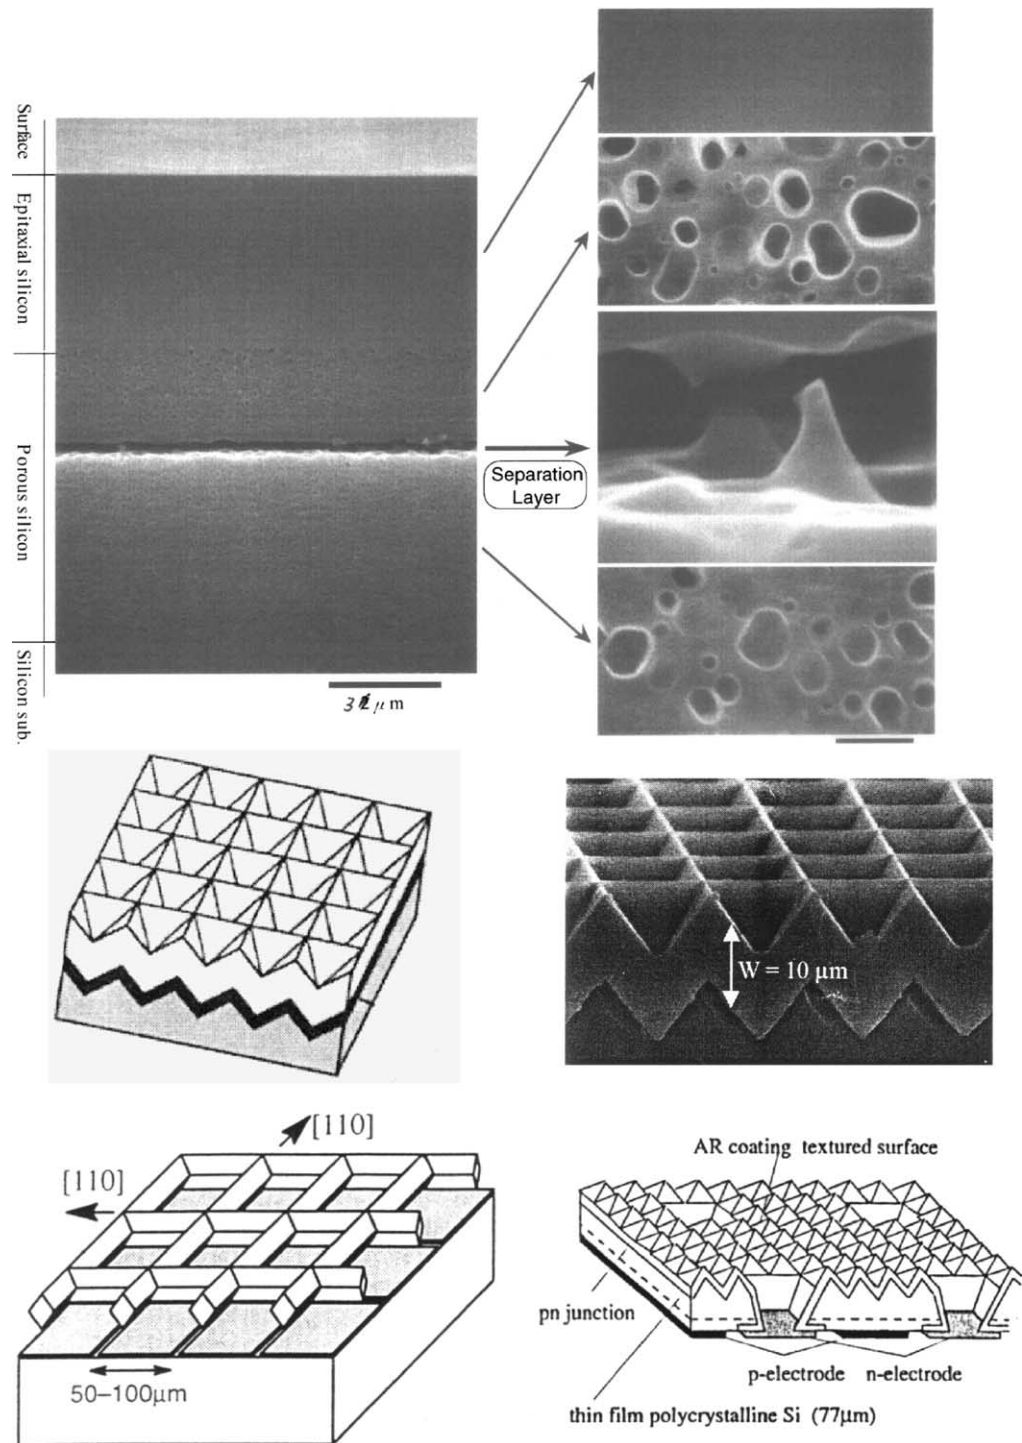 Surface
Epitaxial silicon
Porous silicon
Silicon sub.
Separation
Layer
μm
W = 10 μm
[110]
[110]
50–100μm
AR coating textured surface
pn junction
p-electrode n-electrode
thin film polycrystalline Si (77μm)